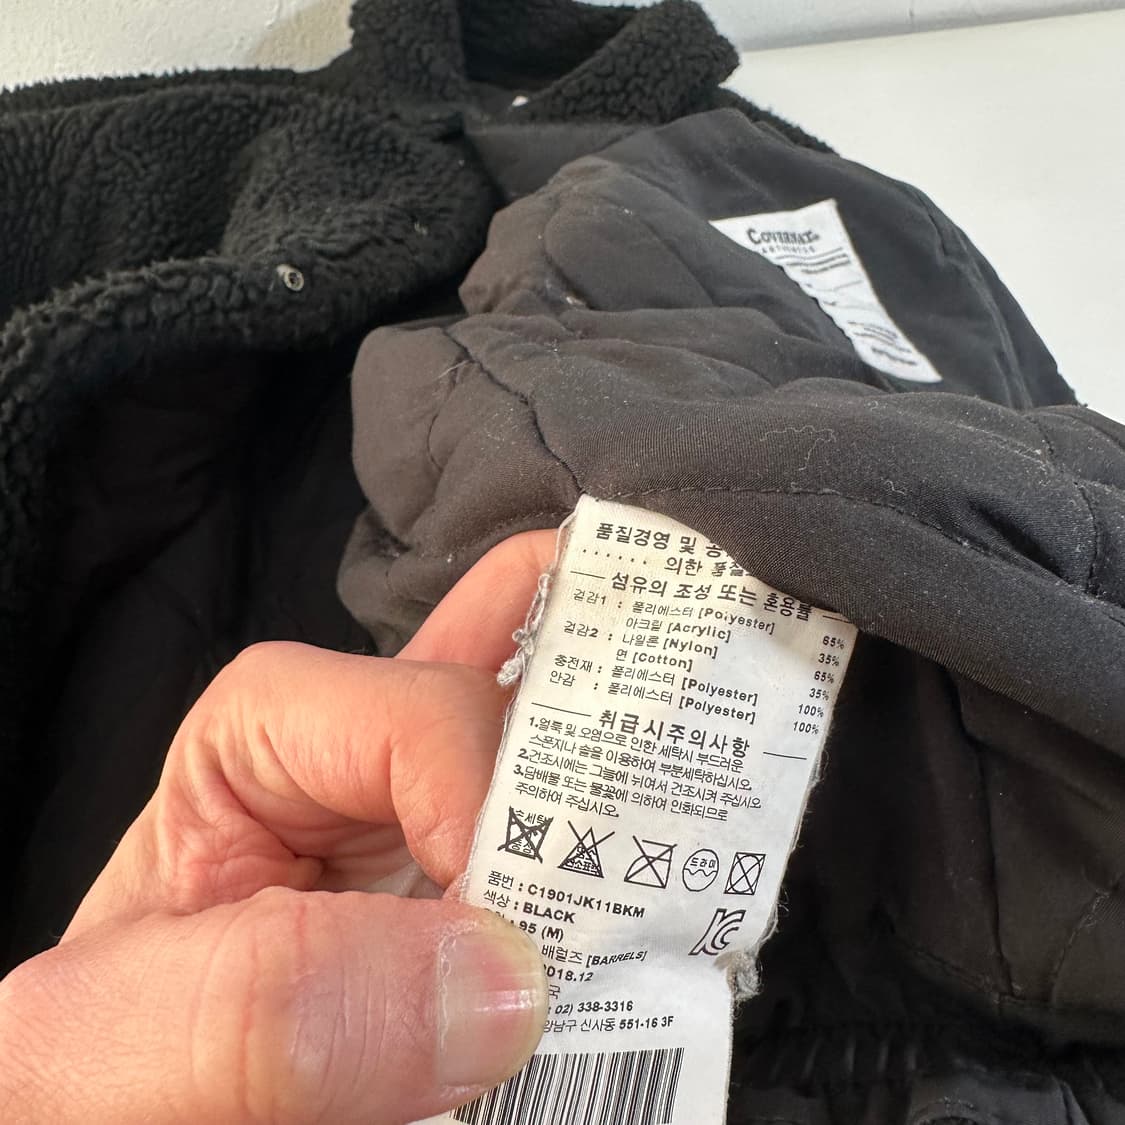 COVERNAT
품질경영 및
의한
섬유의 조성 또는 혼용률
겉감1 : 폴리에스터 [Polyester] 65%
아크릴 [Acrylic] 35%
겉감2 : 나일론 [Nylon] 65%
면 [Cotton] 35%
충전재 : 폴리에스터 [Polyester] 100%
안감 : 폴리에스터 [Polyester] 100%
취급시주의사항
1.얼룩 및 오염으로 인한 세탁시 부드러운
스폰지나 솔을 이용하여 부분세탁하십시오.
2.건조시에는 그늘에 뉘여서 건조시켜 주십시오
3.담배불 또는 불꽃에 의하여 인화되므로
주의하여 주십시오.
손세탁
드라이
품번 : C1901JK11BKM
색상 : BLACK
: 95 (M)
배럴즈 [BARRELS]
2018.12
국
: 02) 338-3316
강남구 신사동 551-16 3F